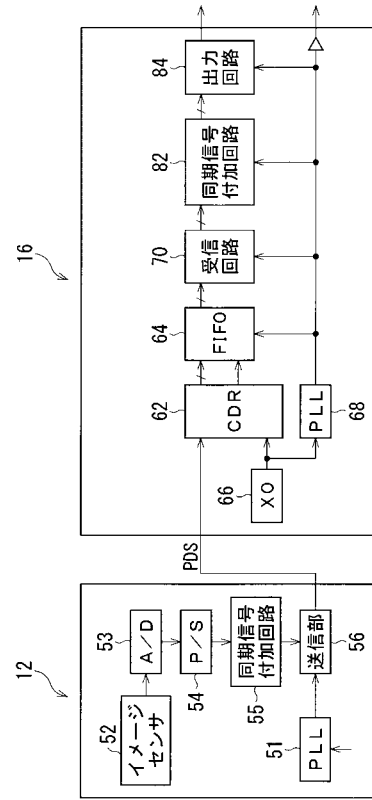 12
52
イメージ
センサ
53
A/D
54
P/S
55
同期信号
付加回路
56
送信部
51
PLL
PDS
16
62
CDR
64
FIFO
70
受信
回路
82
同期信号
付加回路
84
出力
回路
66
XO
68
PLL